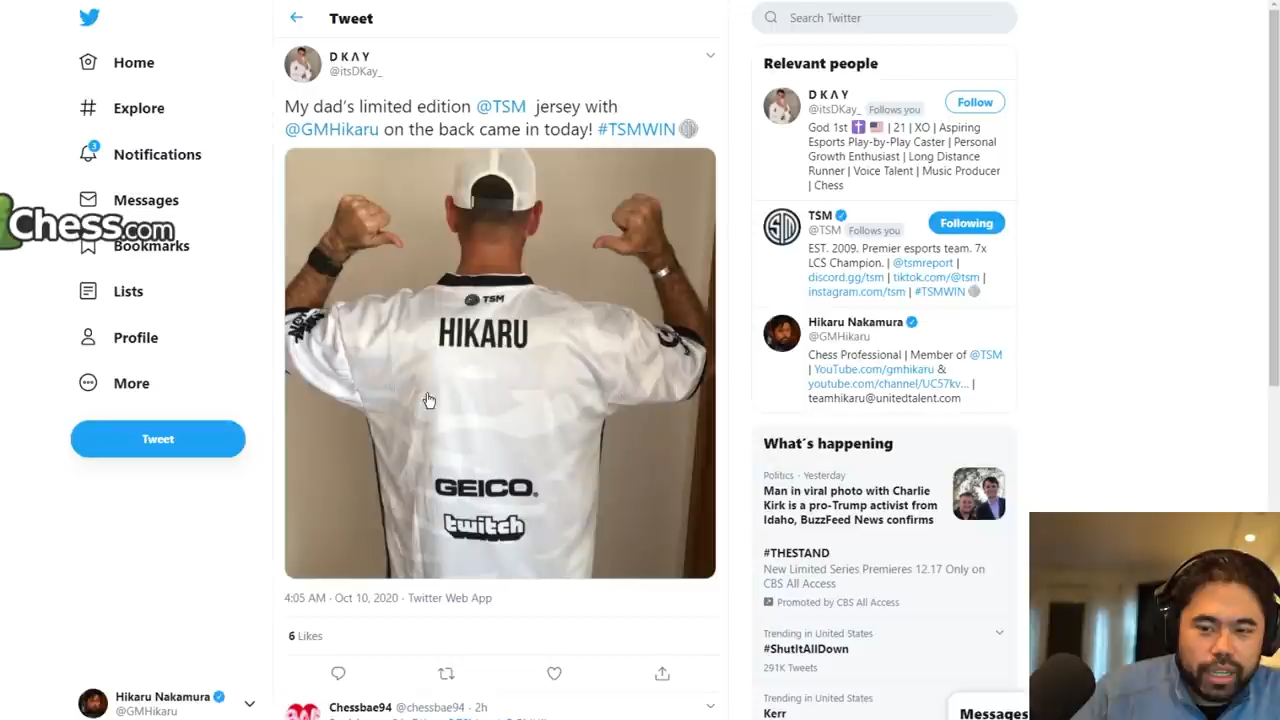 Tweet
Search Twitter
D K Λ Y
@itsDKay_
My dad's limited edition @TSM jersey with
@GMHikaru on the back came in today! #TSMWIN
TSM
HIKARU
GEICO.
twitch
4:05 AM · Oct 10, 2020 · Twitter Web App
6 Likes
Chessbae94 @chessbae94 · 2h
Home
Explore
3
Notifications
Messages
Chess.com
Bookmarks
Lists
Profile
More
Tweet
Hikaru Nakamura
@GMHikaru
Relevant people
D K Λ Y
@itsDKay_ Follows you
Follow
God 1st | 21 | XO | Aspiring
Esports Play-by-Play Caster | Personal
Growth Enthusiast | Long Distance
Runner | Voice Talent | Music Producer
| Chess
TSM
@TSM Follows you
Following
EST. 2009. Premier esports team. 7x
LCS Champion. | @tsmreport |
discord.gg/tsm | tiktok.com/@tsm |
instagram.com/tsm | #TSMWIN
Hikaru Nakamura
@GMHikaru
Chess Professional | Member of @TSM
| YouTube.com/gmhikaru &
youtube.com/channel/UC57kv... |
teamhikaru@unitedtalent.com
What's happening
Politics · Yesterday
Man in viral photo with Charlie
Kirk is a pro-Trump activist from
Idaho, BuzzFeed News confirms
#THESTAND
New Limited Series Premieres 12.17 Only on
CBS All Access
Promoted by CBS All Access
Trending in United States
#ShutItAllDown
291K Tweets
Trending in United States
Kerr
Messages